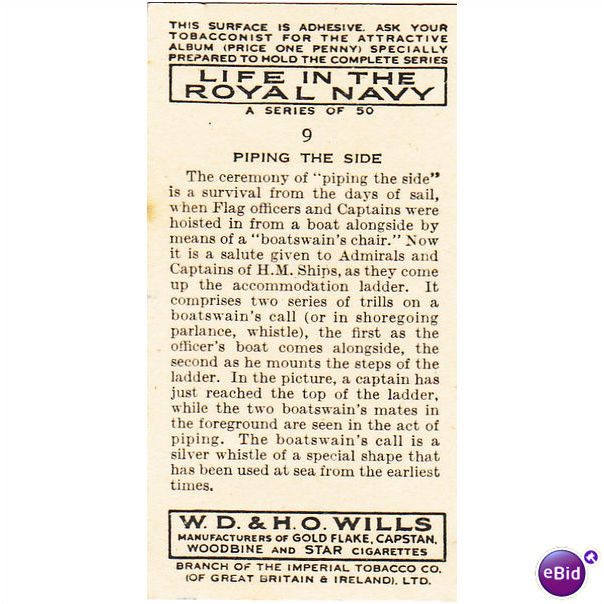 THIS SURFACE IS ADHESIVE. ASK YOUR
TOBACCONIST FOR THE ATTRACTIVE
ALBUM (PRICE ONE PENNY) SPECIALLY
PREPARED TO HOLD THE COMPLETE SERIES
LIFE IN THE
ROYAL NAVY
A SERIES OF 50
9
PIPING THE SIDE
The ceremony of "piping the side"
is a survival from the days of sail,
when Flag officers and Captains were
hoisted in from a boat alongside by
means of a "boatswain's chair." Now
it is a salute given to Admirals and
Captains of H.M. Ships, as they come
up the accommodation ladder. It
comprises two series of trills on a
boatswain's call (or in shoregoing
parlance, whistle), the first as the
officer's boat comes alongside, the
second as he mounts the steps of the
ladder. In the picture, a captain has
just reached the top of the ladder,
while the two boatswain's mates in
the foreground are seen in the act of
piping. The boatswain's call is a
silver whistle of a special shape that
has been used at sea from the earliest
times.
W. D. & H. O. WILLS
MANUFACTURERS OF GOLD FLAKE, CAPSTAN,
WOODBINE AND STAR CIGARETTES
BRANCH OF THE IMPERIAL TOBACCO CO.
(OF GREAT BRITAIN & IRELAND), LTD.
eBid